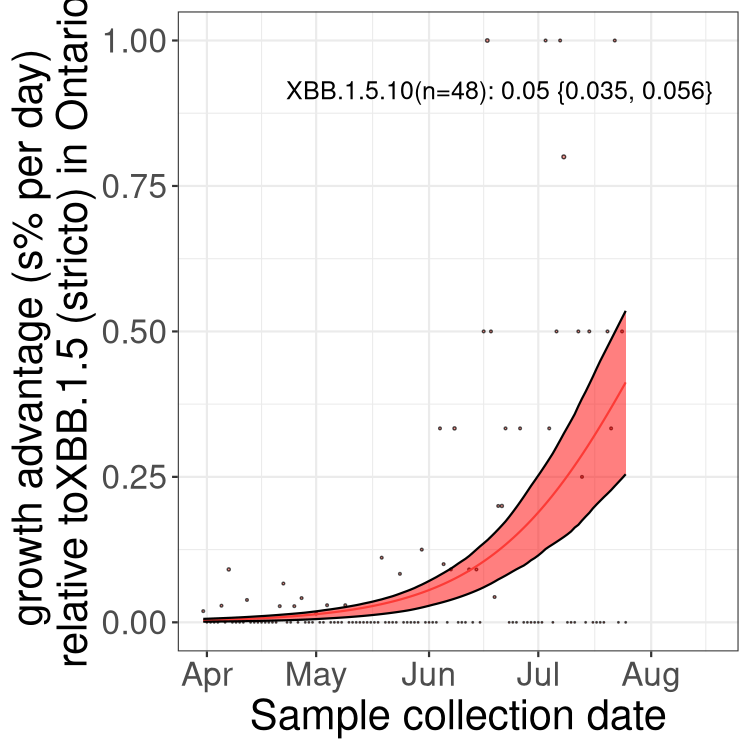 growth advantage (s% per day)
relative toXBB.1.5 (stricto) in Ontario
1.00
0.75
0.50
0.25
0.00
XBB.1.5.10(n=48): 0.05 {0.035, 0.056}
Apr May Jun Jul Aug
Sample collection date